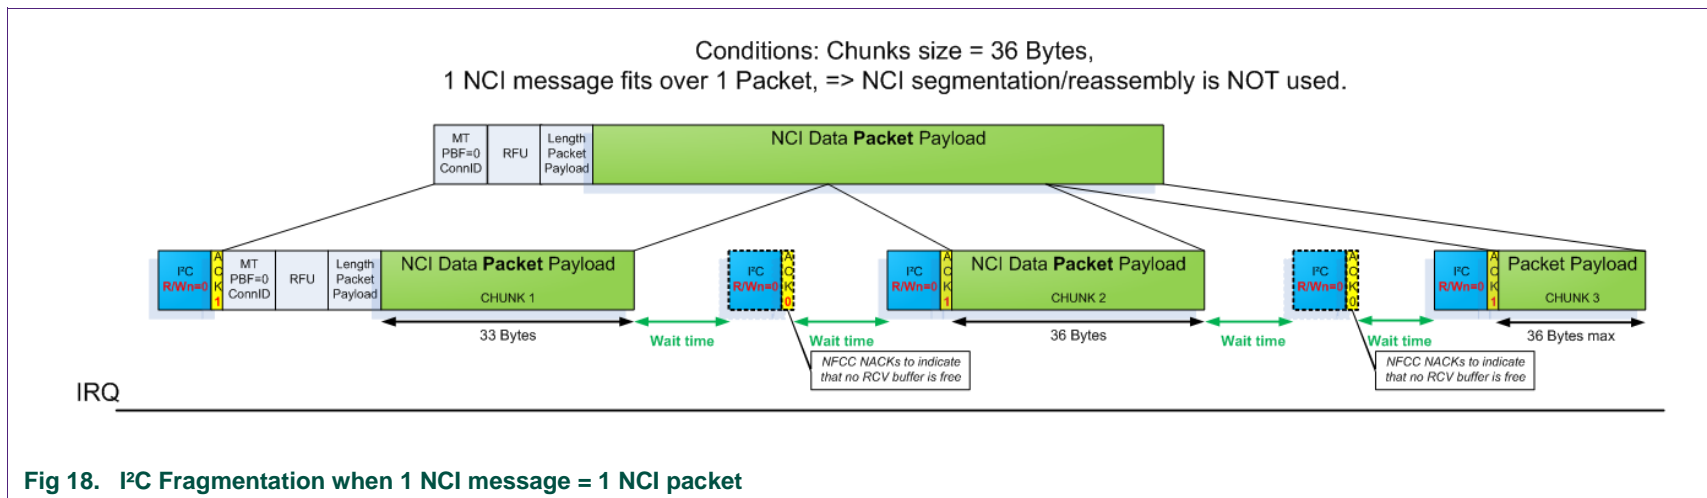 Conditions: Chunks size = 36 Bytes,
1 NCI message fits over 1 Packet, => NCI segmentation/reassembly is NOT used.
MT
PBF=0
ConnID
RFU
Length
Packet
Payload
NCI Data Packet Payload
I²C
R/Wn=0
A
C
K
1
MT
PBF=0
ConnID
RFU
Length
Packet
Payload
NCI Data Packet Payload
CHUNK 1
33 Bytes
Wait time
I²C
R/Wn=0
A
C
K
0
Wait time
NFCC NACKs to indicate
that no RCV buffer is free
I²C
R/Wn=0
A
C
K
1
NCI Data Packet Payload
CHUNK 2
36 Bytes
Wait time
I²C
R/Wn=0
A
C
K
0
Wait time
NFCC NACKs to indicate
that no RCV buffer is free
I²C
R/Wn=0
A
C
K
1
Packet Payload
CHUNK 3
36 Bytes max
IRQ
Fig 18. I²C Fragmentation when 1 NCI message = 1 NCI packet